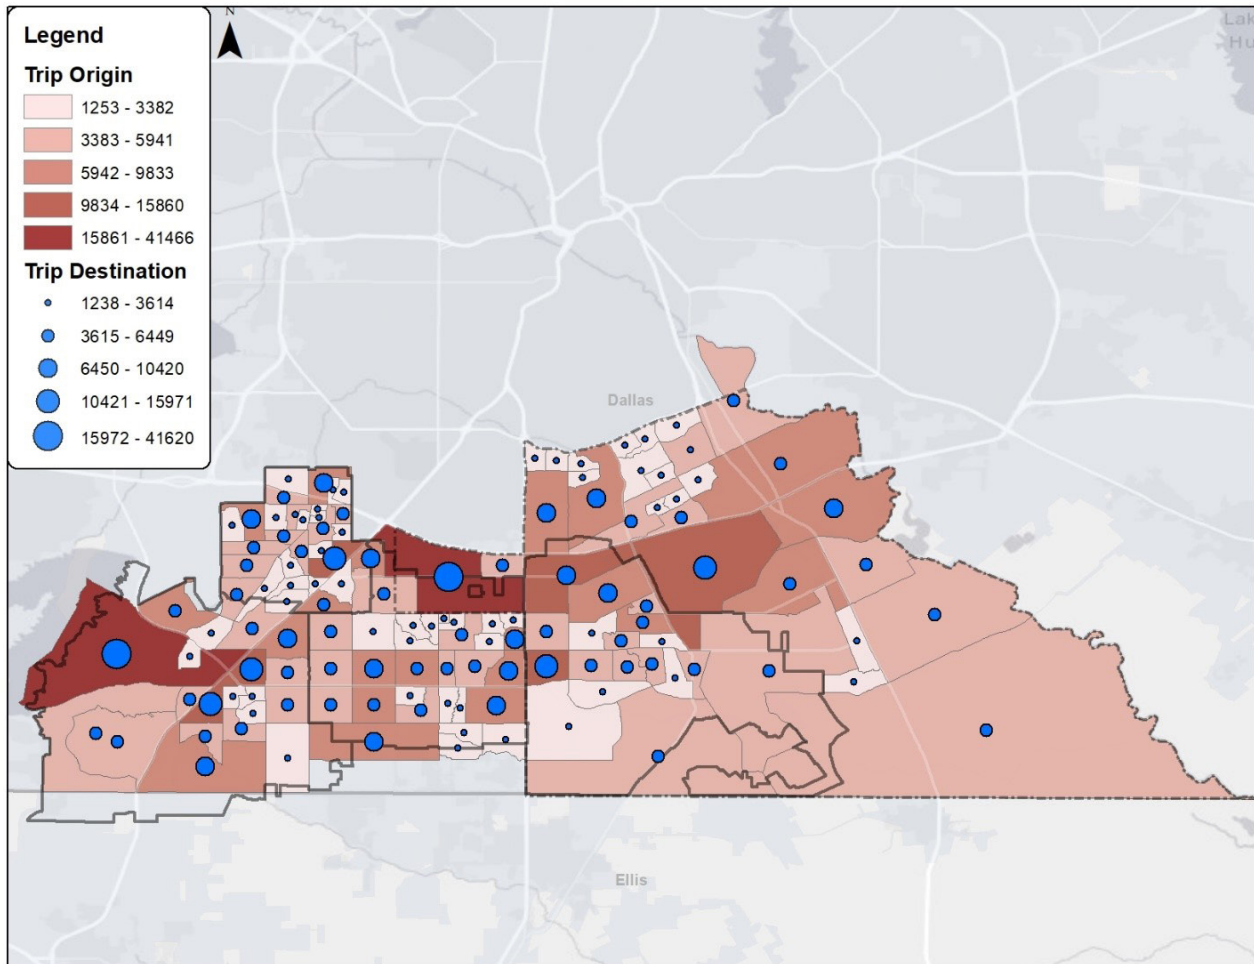 N
Legend
Trip Origin
1253 - 3382
3383 - 5941
5942 - 9833
9834 - 15860
15861 - 41466
Trip Destination
1238 - 3614
3615 - 6449
6450 - 10420
10421 - 15971
15972 - 41620
Dallas
Ellis